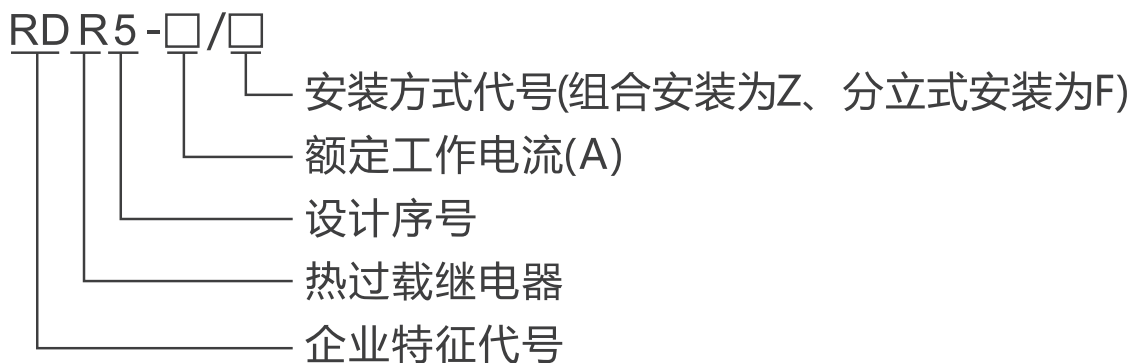 RDR5-□/□
安装方式代号(组合安装为Z、分立式安装为F)
额定工作电流(A)
设计序号
热过载继电器
企业特征代号